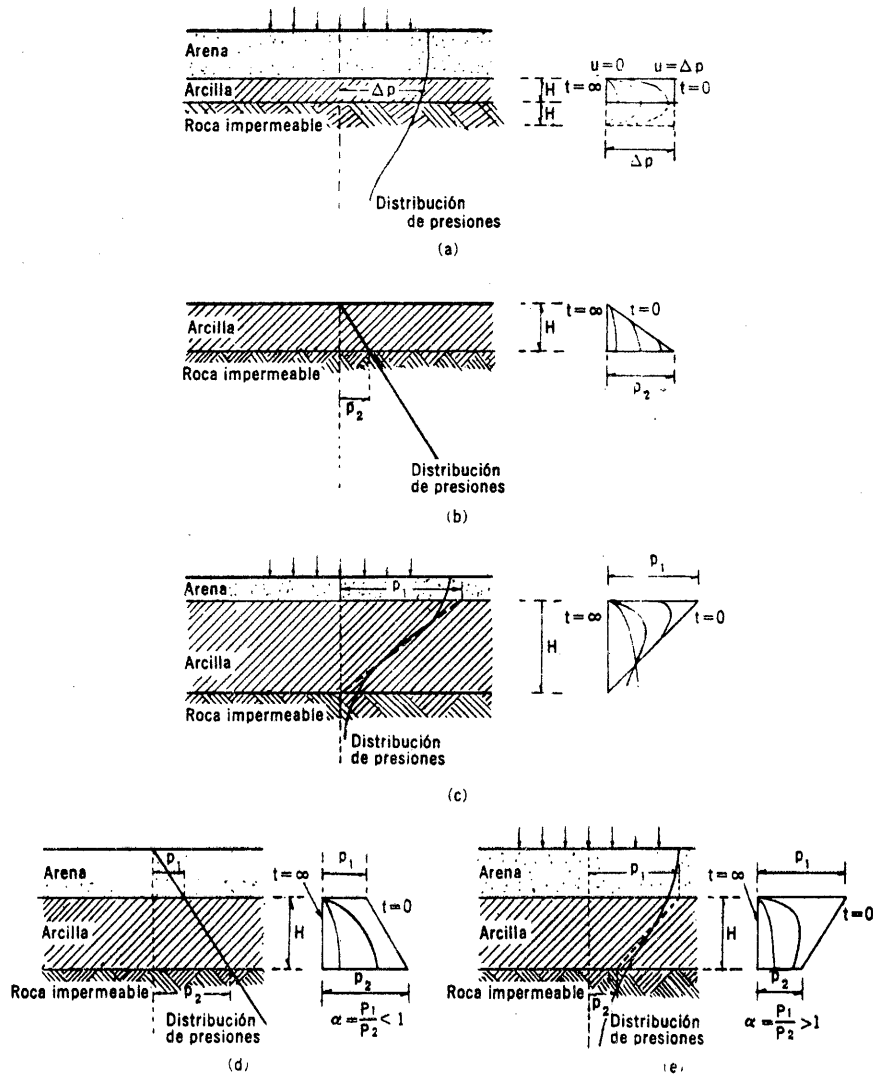 Arena
Arcilla
Δp
Roca impermeable
Distribución
de presiones
u=0
u=Δp
t=∞
H
t=0
H
Δp
(a)
Arcilla
Roca impermeable
p₂
Distribución
de presiones
H
t=∞
t=0
p₂
(b)
Arena
p₁
Arcilla
Roca impermeable
Distribución
de presiones
H
p₁
t=∞
t=0
(c)
Arena
p₁
Arcilla
H
Roca impermeable
p₂
Distribución
de presiones
t=∞
p₁
t=0
p₂
α=P₁/P₂<1
(d)
Arena
p₁
Arcilla
H
Roca impermeable
p₂
Distribución
de presiones
t=∞
p₁
t=0
p₂
α=P₁/P₂>1
(e)